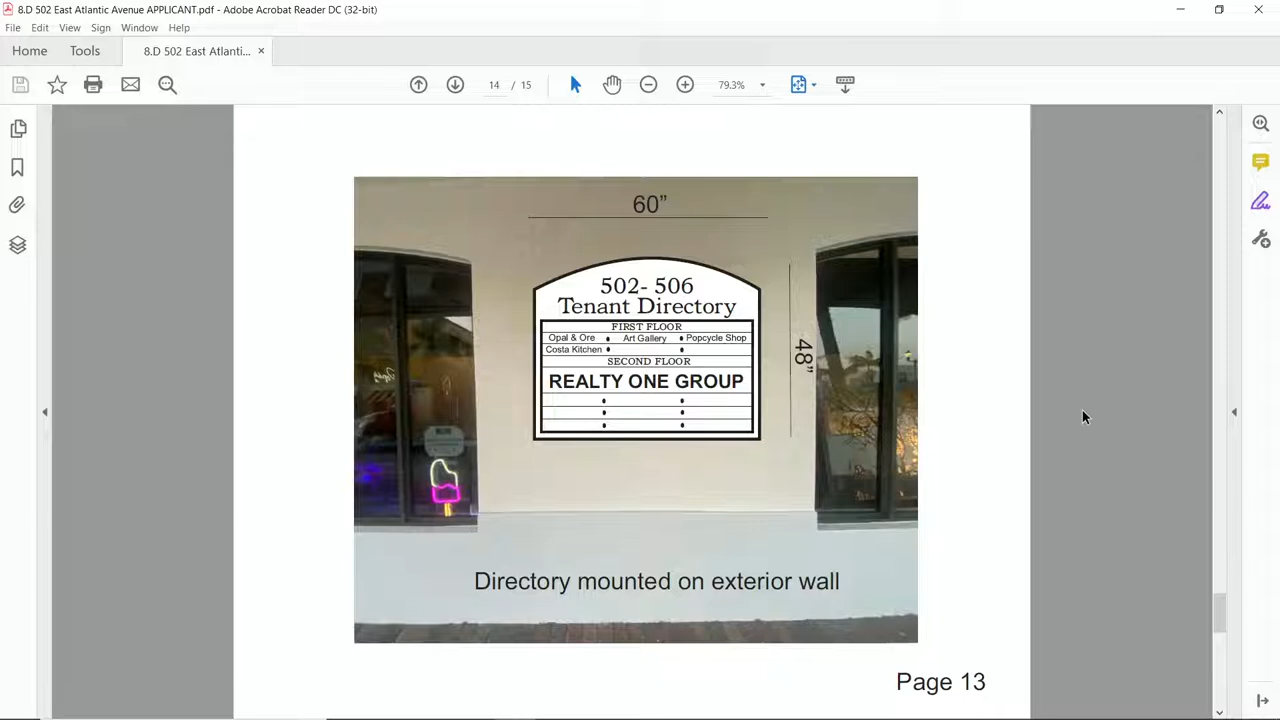 8.D 502 East Atlantic Avenue APPLICANT.pdf - Adobe Acrobat Reader DC (32-bit)
File Edit View Sign Window Help
Home Tools 8.D 502 East Atlanti... ×
14 / 15 79.3%
60”
502- 506
Tenant Directory
FIRST FLOOR
Opal & Ore • Art Gallery • Popcycle Shop
Costa Kitchen • •
48”
SECOND FLOOR
REALTY ONE GROUP
Directory mounted on exterior wall
Page 13